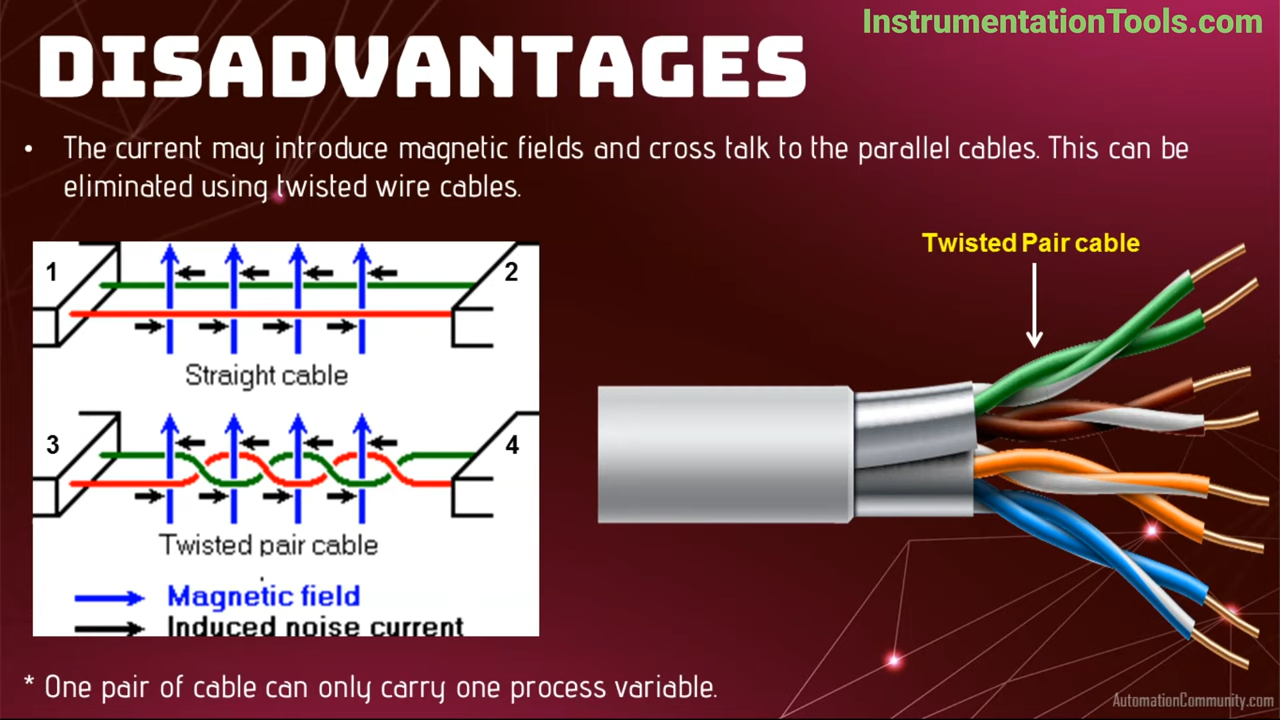 InstrumentationTools.com
DISADVANTAGES
• The current may introduce magnetic fields and cross talk to the parallel cables. This can be
eliminated using twisted wire cables.
Twisted Pair cable
1
2
Straight cable
3
4
Twisted pair cable
Magnetic field
Induced noise current
* One pair of cable can only carry one process variable.
AutomationCommunity.com